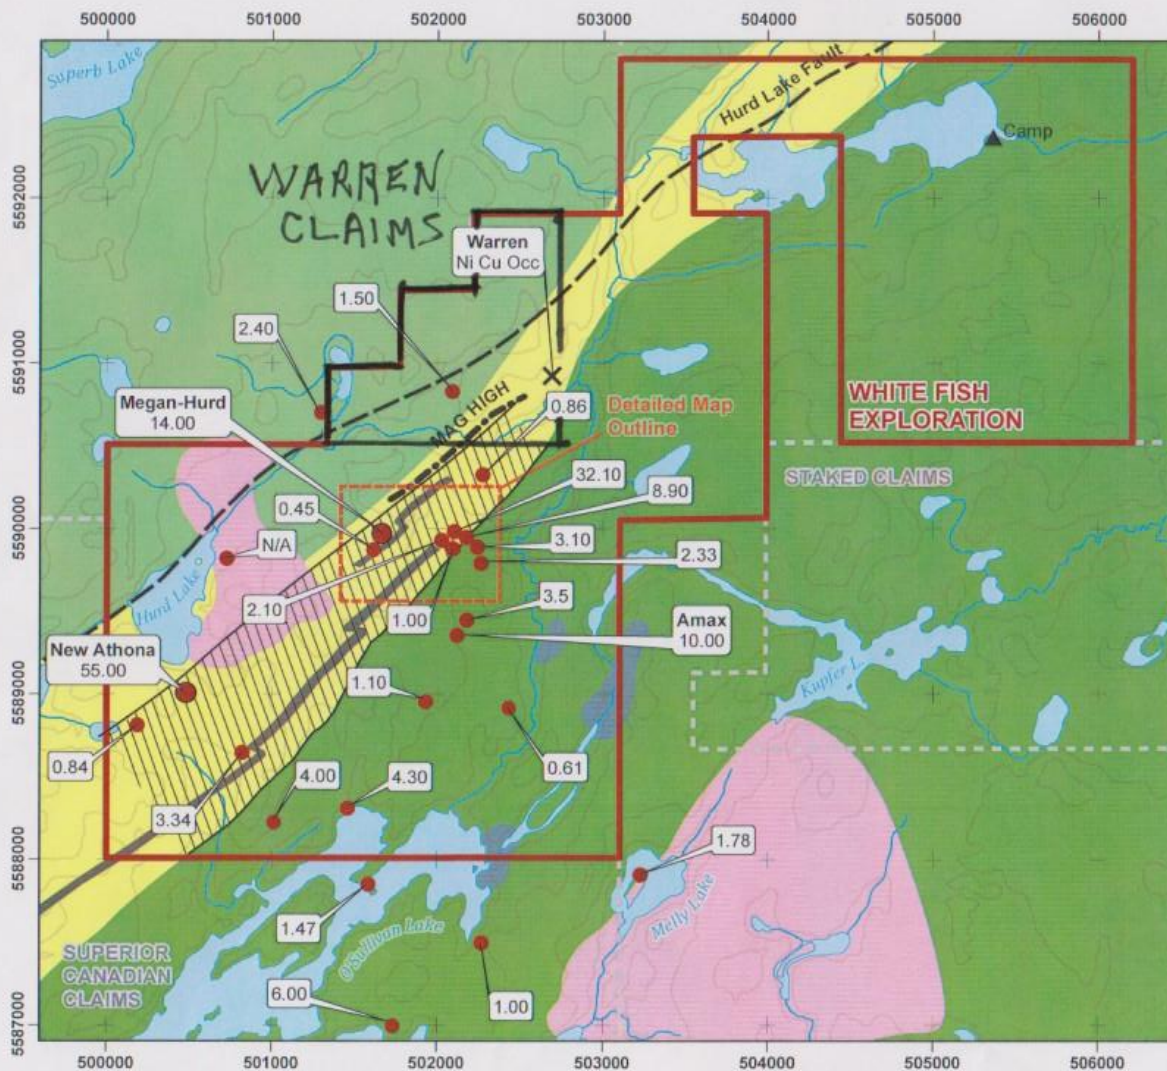 500000
501000
502000
503000
504000
505000
506000
Superb Lake
Hurd Lake Fault
Camp
5592000
WARREN
CLAIMS
Warren
Ni Cu Occ
1.50
2.40
5591000
Megan-Hurd
14.00
MAG HIGH
0.86
Detailed Map
Outline
WHITE FISH
EXPLORATION
32.10
STAKED CLAIMS
0.45
8.90
5590000
N/A
3.10
2.33
Hurd Lake
2.10
1.00
3.5
Amax
10.00
New Athona
55.00
Kupfer L.
5589000
1.10
0.84
0.61
4.00
4.30
3.34
5588000
1.78
1.47
O'Sullivan Lake
Melly Lake
SUPERIOR
CANADIAN
CLAIMS
6.00
1.00
5587000
500000
501000
502000
503000
504000
505000
506000